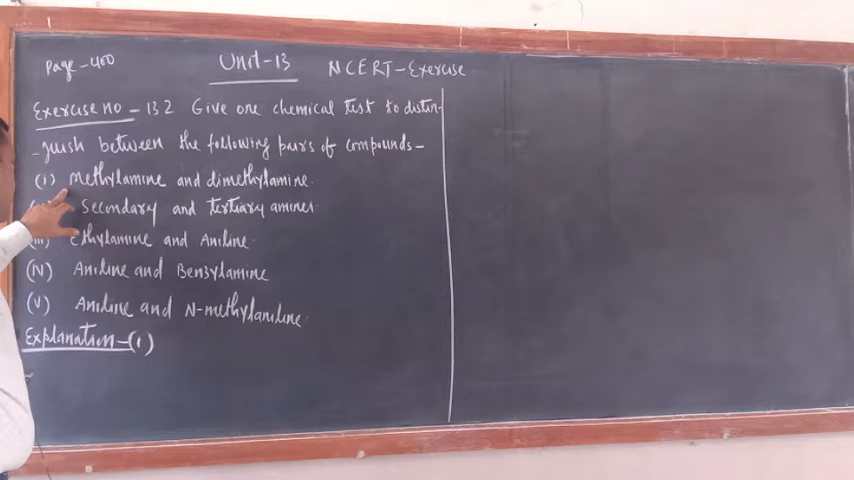 Page-400 Unit-13 NCERT-Exercise
Exercise no - 13.2 Give one chemical test to distin-
-guish between the following pairs of compounds-
(i) Methylamine and dimethylamine.
Secondary and tertiary amines
(iii) Ethylamine and Aniline.
(IV) Aniline and Benzylamine
(V) Aniline and N-methylaniline.
Explanation-(1)